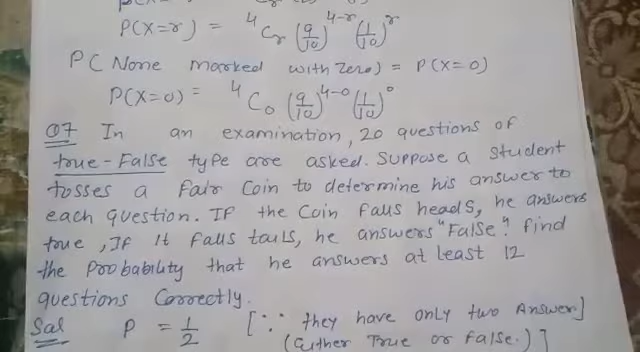 P(X=r) = ⁴Cr (9/10)^4-r (1/10)^r
P( None marked with zero) = P(X=0)
P(X=0) = ⁴C₀ (9/10)^4-0 (1/10)^0
Q7 In an examination, 20 questions of
true-False type are asked. Suppose a student
tosses a fair Coin to determine his answer to
each question. IF the Coin falls heads, he answers
true, If it falls tails, he answers "False". find
the Probability that he answers at least 12
questions Correctly.
Sol P = 1/2 [∵ they have only two Answer]
(Either True or False.)]